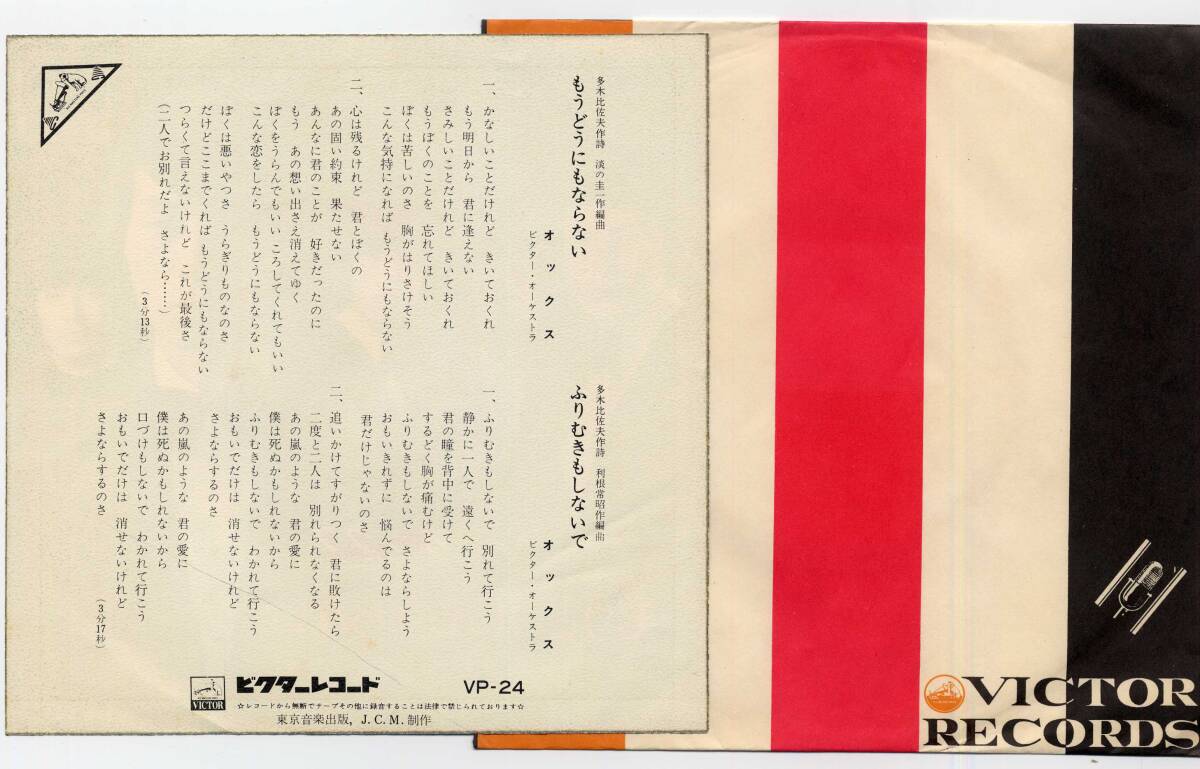 多木比佐夫作詩　淡の圭一作編曲
もうどうにもならない
オックス
ビクター・オーケストラ
一、かなしいことだけれど　きいておくれ
もう明日から　君に逢えない
さみしいことだけれど　きいておくれ
もうぼくのことを　忘れてほしい
ぼくは苦しいのさ　胸がはりさけそう
こんな気持になれば　もうどうにもならない
二、心は残るけれど　君とぼくの
あの固い約束　果たせない
あんなに君のことが　好きだったのに
もう　あの想い出さえ消えてゆく
ぼくをうらんでもいい　ころしてくれてもいい
こんな恋をしたら　もうどうにもならない
ぼくは悪いやつさ　うらぎりものなのさ
だけどここまでくれば　もうどうにもならない
つらくて言えないけれど　これが最後さ
（二人でお別れだよ　さよなら……）
（3分13秒）
多木比佐夫作詩　利根常昭作編曲
ふりむきもしないで
オックス
ビクター・オーケストラ
一、ふりむきもしないで　別れて行こう
静かに一人で　遠くへ行こう
君の瞳を背中に受けて
するどく胸が痛むけど
ふりむきもしないで　さよならしよう
おもいきれずに　悩んでるのは
君だけじゃないのさ
二、追いかけてすがりつく　君に敗けたら
二度と二人は　別れられなくなる
あの嵐のような　君の愛に
僕は死ぬかもしれないから
ふりむきもしないで　わかれて行こう
おもいでだけは　消せないけれど
さよならするのさ
あの嵐のような　君の愛に
僕は死ぬかもしれないから
口づけもしないで　わかれて行こう
おもいでだけは　消せないけれど
さよならするのさ
（3分17秒）
VICTOR
ビクターレコード
VP-24
☆レコードから無断でテープその他に録音することは法律で禁じられております☆
東京音楽出版，J.C.M.制作
VICTOR
RECORDS